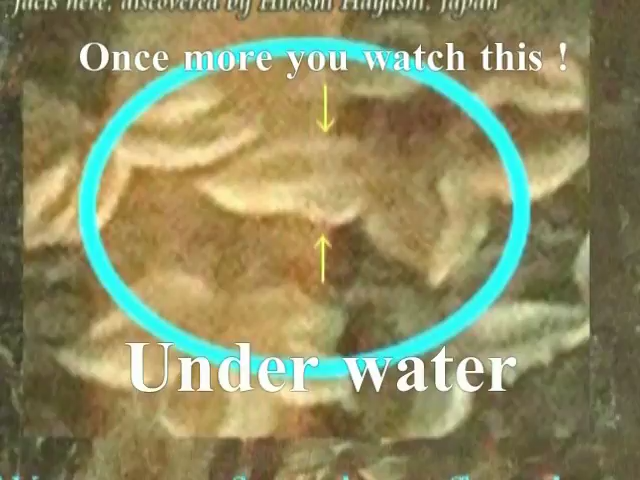 facts here, discovered by Hiroshi Hayashi, Japan
Once more you watch this !
Under water